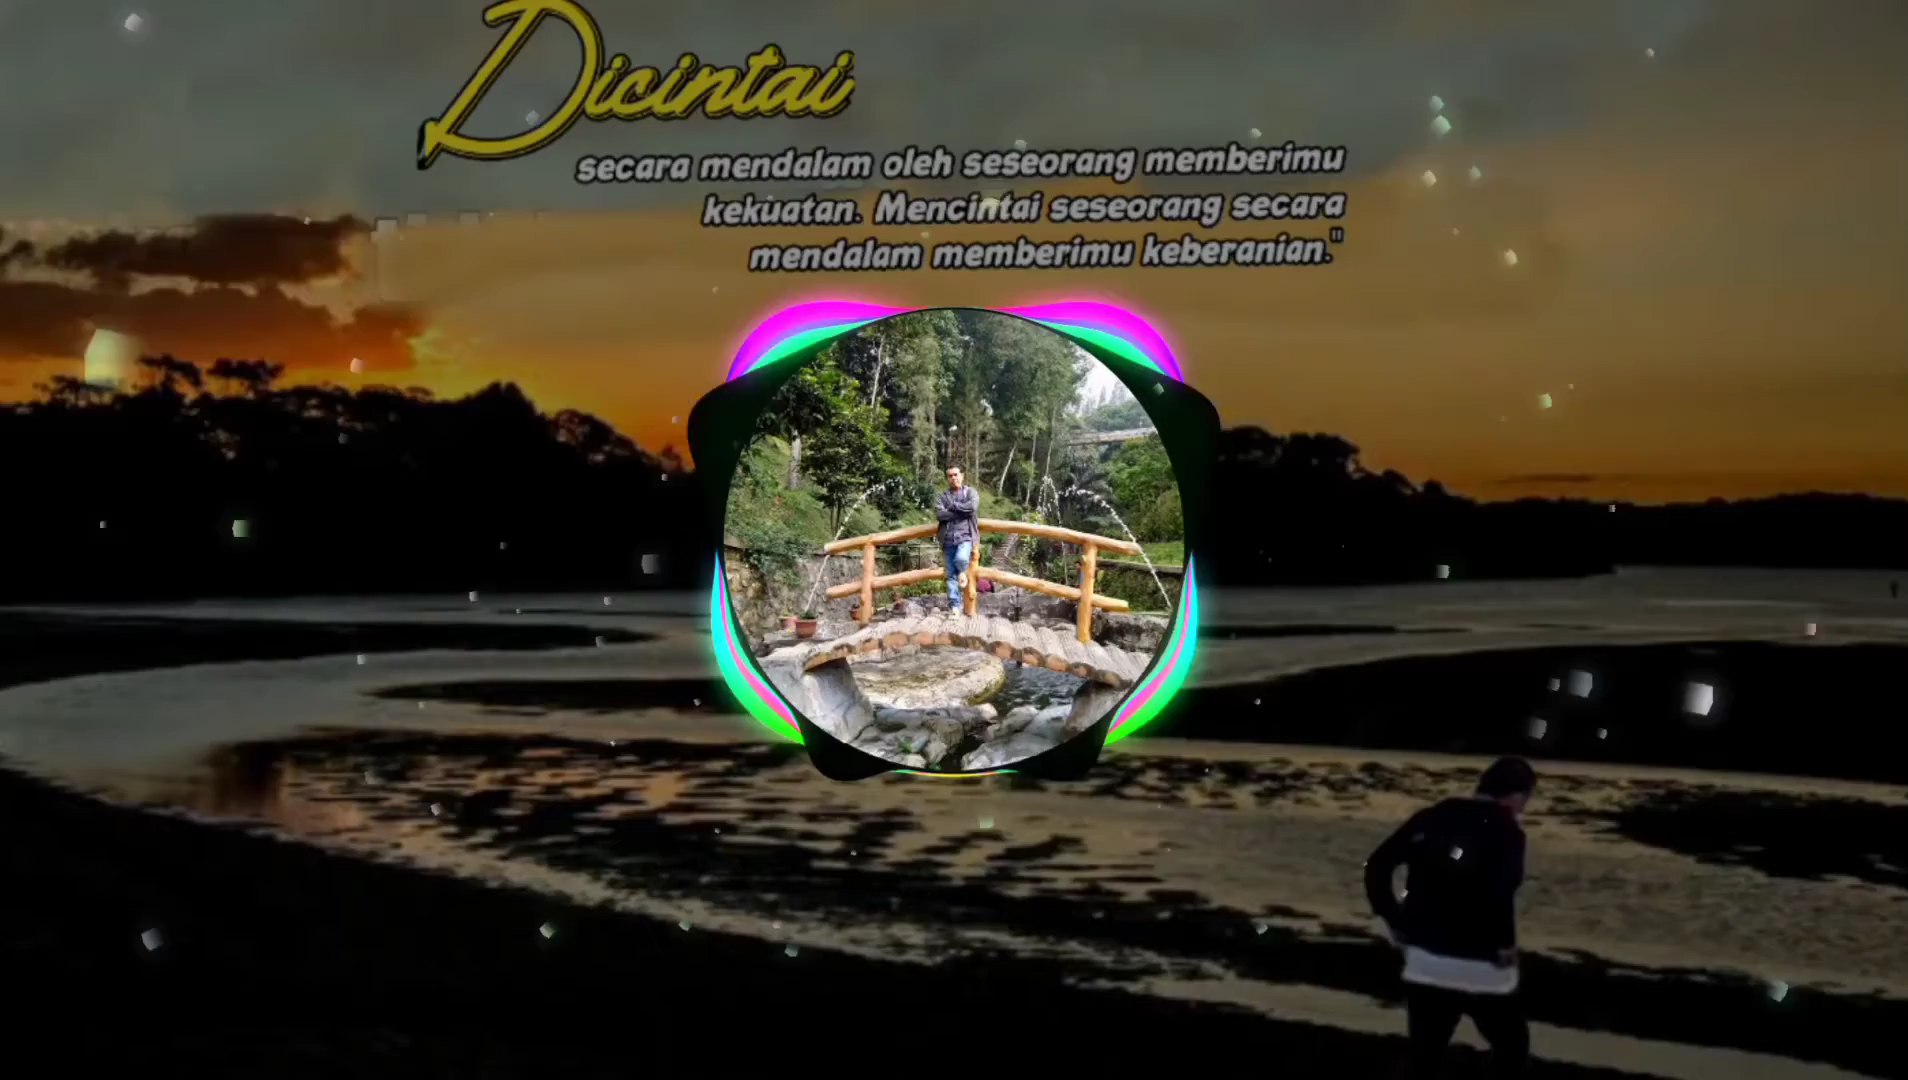 Dicintai
secara mendalam oleh seseorang memberimu
kekuatan. Mencintai seseorang secara
mendalam memberimu keberanian."